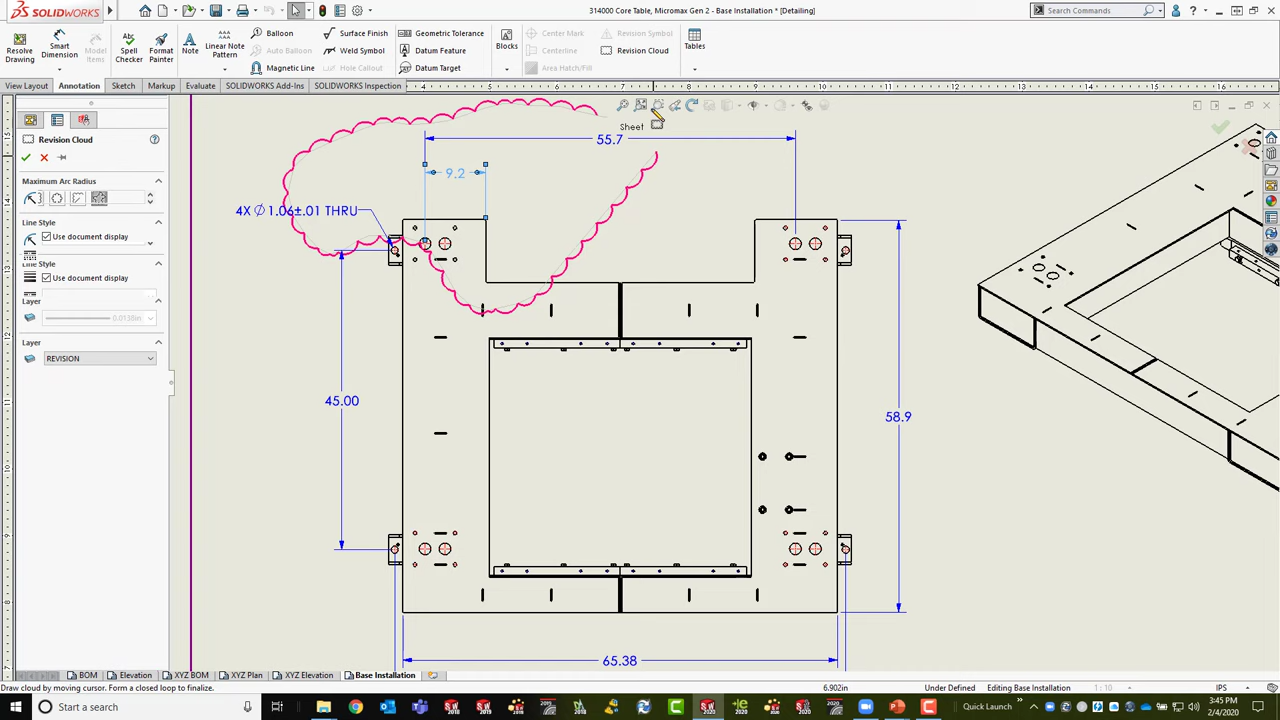 SOLIDWORKS
314000 Core Table, Micromax Gen 2 - Base Installation * [Detailing]
Search Commands
Resolve Drawing
Smart Dimension
Model Items
Spell Checker
Format Painter
Note
Linear Note Pattern
Balloon
Auto Balloon
Magnetic Line
Surface Finish
Weld Symbol
Hole Callout
Geometric Tolerance
Datum Feature
Datum Target
Blocks
Center Mark
Centerline
Area Hatch/Fill
Revision Symbol
Revision Cloud
Tables
View Layout
Annotation
Sketch
Markup
Evaluate
SOLIDWORKS Add-Ins
SOLIDWORKS Inspection
Revision Cloud
Maximum Arc Radius
Line Style
Use document display
Line Style
Use document display
Layer
0.0138in
Layer
REVISION
Sheet
55.7
9.2
4X Ø 1.06±.01 THRU
45.00
58.9
65.38
BOM
Elevation
XYZ BOM
XYZ Plan
XYZ Elevation
Base Installation
Draw cloud by moving cursor. Form a closed loop to finalize.
6.902in
Under Defined
Editing Base Installation
1 : 10
IPS
Start a search
Quick Launch
3:45 PM
2/4/2020